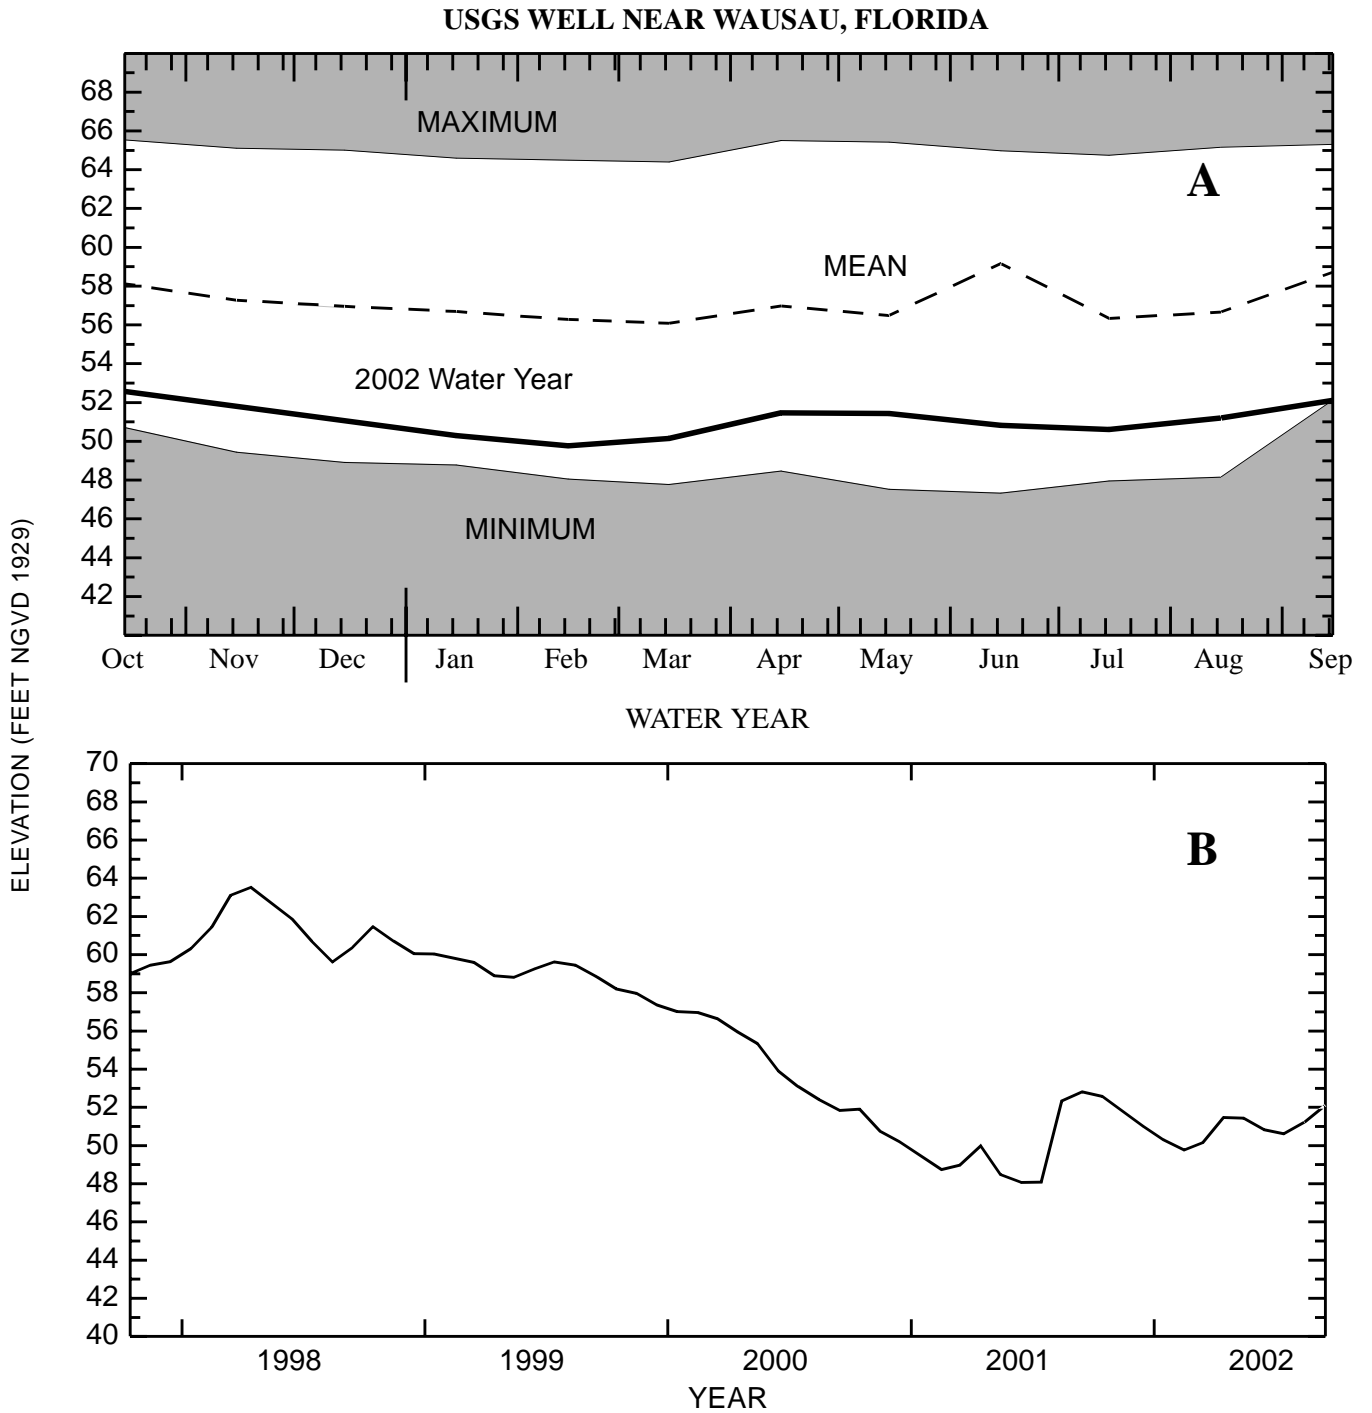 USGS WELL NEAR WAUSAU, FLORIDA
68
MAXIMUM
66
64
A
62
60
MEAN
58
56
54
2002 Water Year
52
50
48
46
MINIMUM
44
42
Oct Nov Dec Jan Feb Mar Apr May Jun Jul Aug Sep
WATER YEAR
ELEVATION (FEET NGVD 1929)
70
68
66
B
64
62
60
58
56
54
52
50
48
46
44
42
40
1998 1999 2000 2001 2002
YEAR